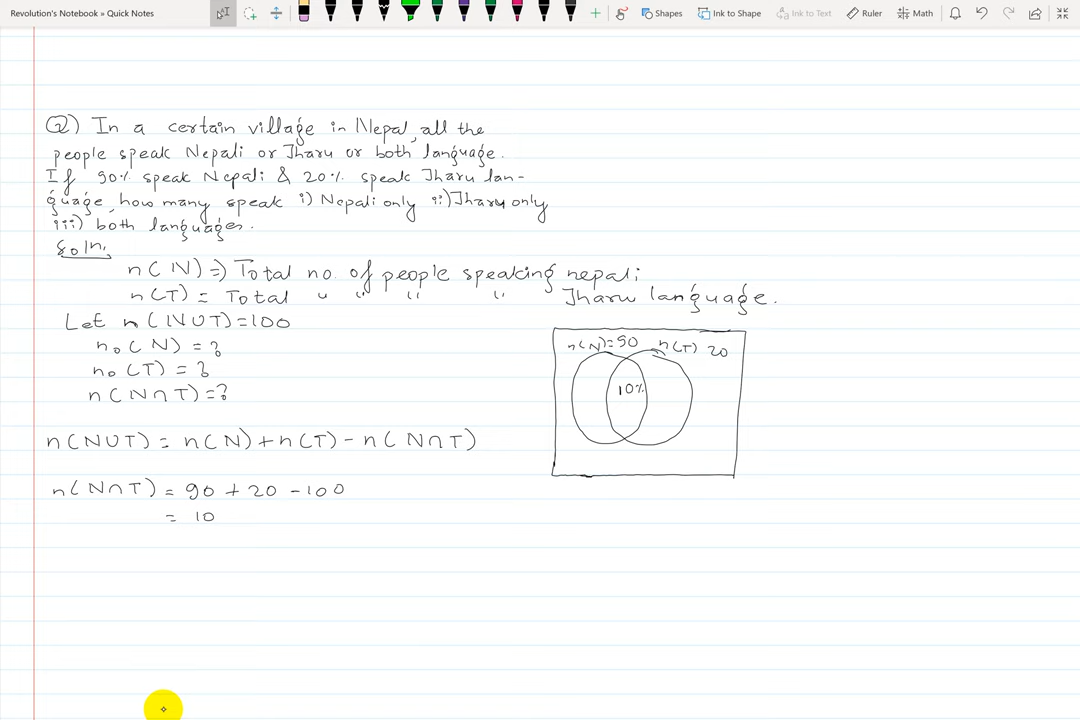 Revolution's Notebook » Quick Notes
Shapes
Ink to Shape
Ink to Text
Ruler
Math
Q) In a certain village in Nepal, all the
people speak Nepali or Tharu or both language.
If 90% speak Nepali & 20% speak Tharu lan-
guage, how many speak i) Nepali only ii) Tharu only
iii) both languages.
Soln.
n(N) => Total no. of people speaking nepali
n(T) = Total " " " " Tharu language.
Let n(NUT)=100
no(N) = ?
no(T) = ?
n(N∩T)=?
n(N)=90 n(T) 20
10%
n(NUT) = n(N)+n(T)-n(N∩T)
n(N∩T) = 90 + 20 -100
= 10